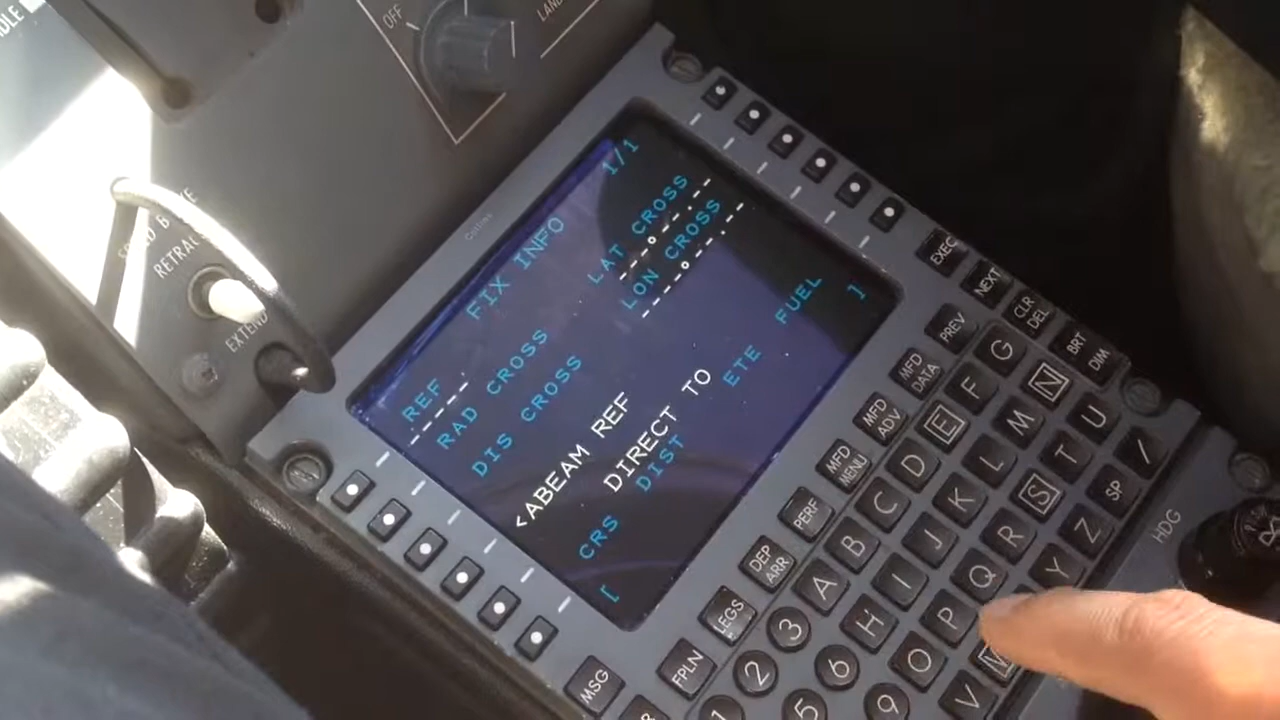 OFF
LAND
RETRACT
EXTEND
Collins
FIX INFO 1/1
REF LAT CROSS
-----
RAD CROSS LON CROSS
DIS CROSS
<ABEAM REF
DIRECT TO
CRS DIST ETE FUEL
[ ]
EXEC
NEXT
PREV
CLR DEL
BRT DIM
MFD DATA
MFD ADV
MFD MENU
PERF
DEP ARR
LEGS
FPLN
MSG
A B C D E F G
H I J K L M N
O P Q R S T U
V W Y Z SP /
1 2 3
5 6
9
HDG